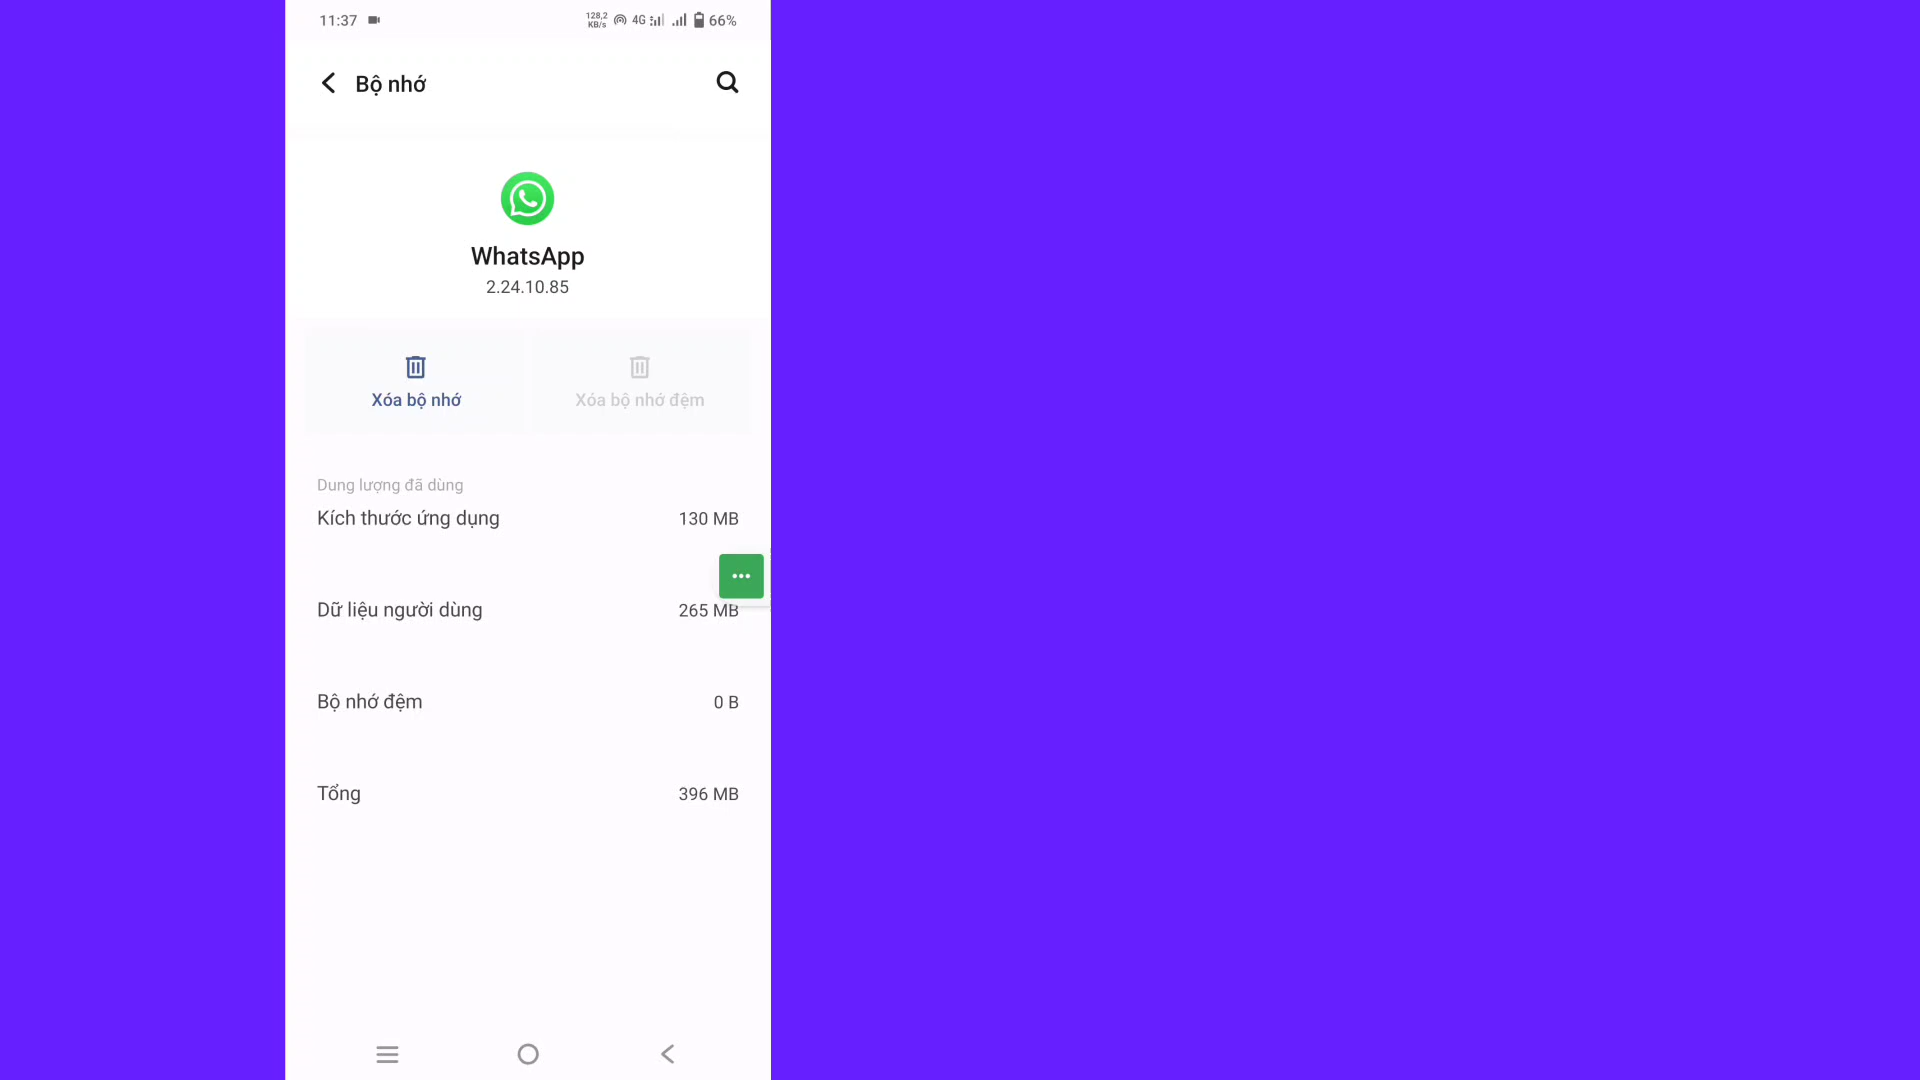 11:37
128,2
KB/s
4G
66%
Bộ nhớ
WhatsApp
2.24.10.85
Xóa bộ nhớ
Xóa bộ nhớ đệm
Dung lượng đã dùng
Kích thước ứng dụng 130 MB
Dữ liệu người dùng 265 MB
Bộ nhớ đệm 0 B
Tổng 396 MB